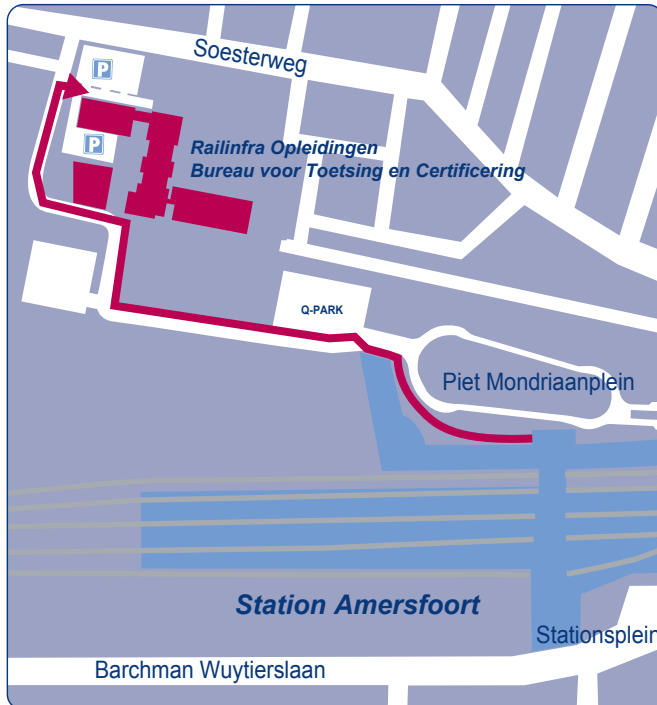 Soesterweg
P
P
Railinfra Opleidingen
Bureau voor Toetsing en Certificering
Q-PARK
Piet Mondriaanplein
Station Amersfoort
Stationsplein
Barchman Wuytierslaan